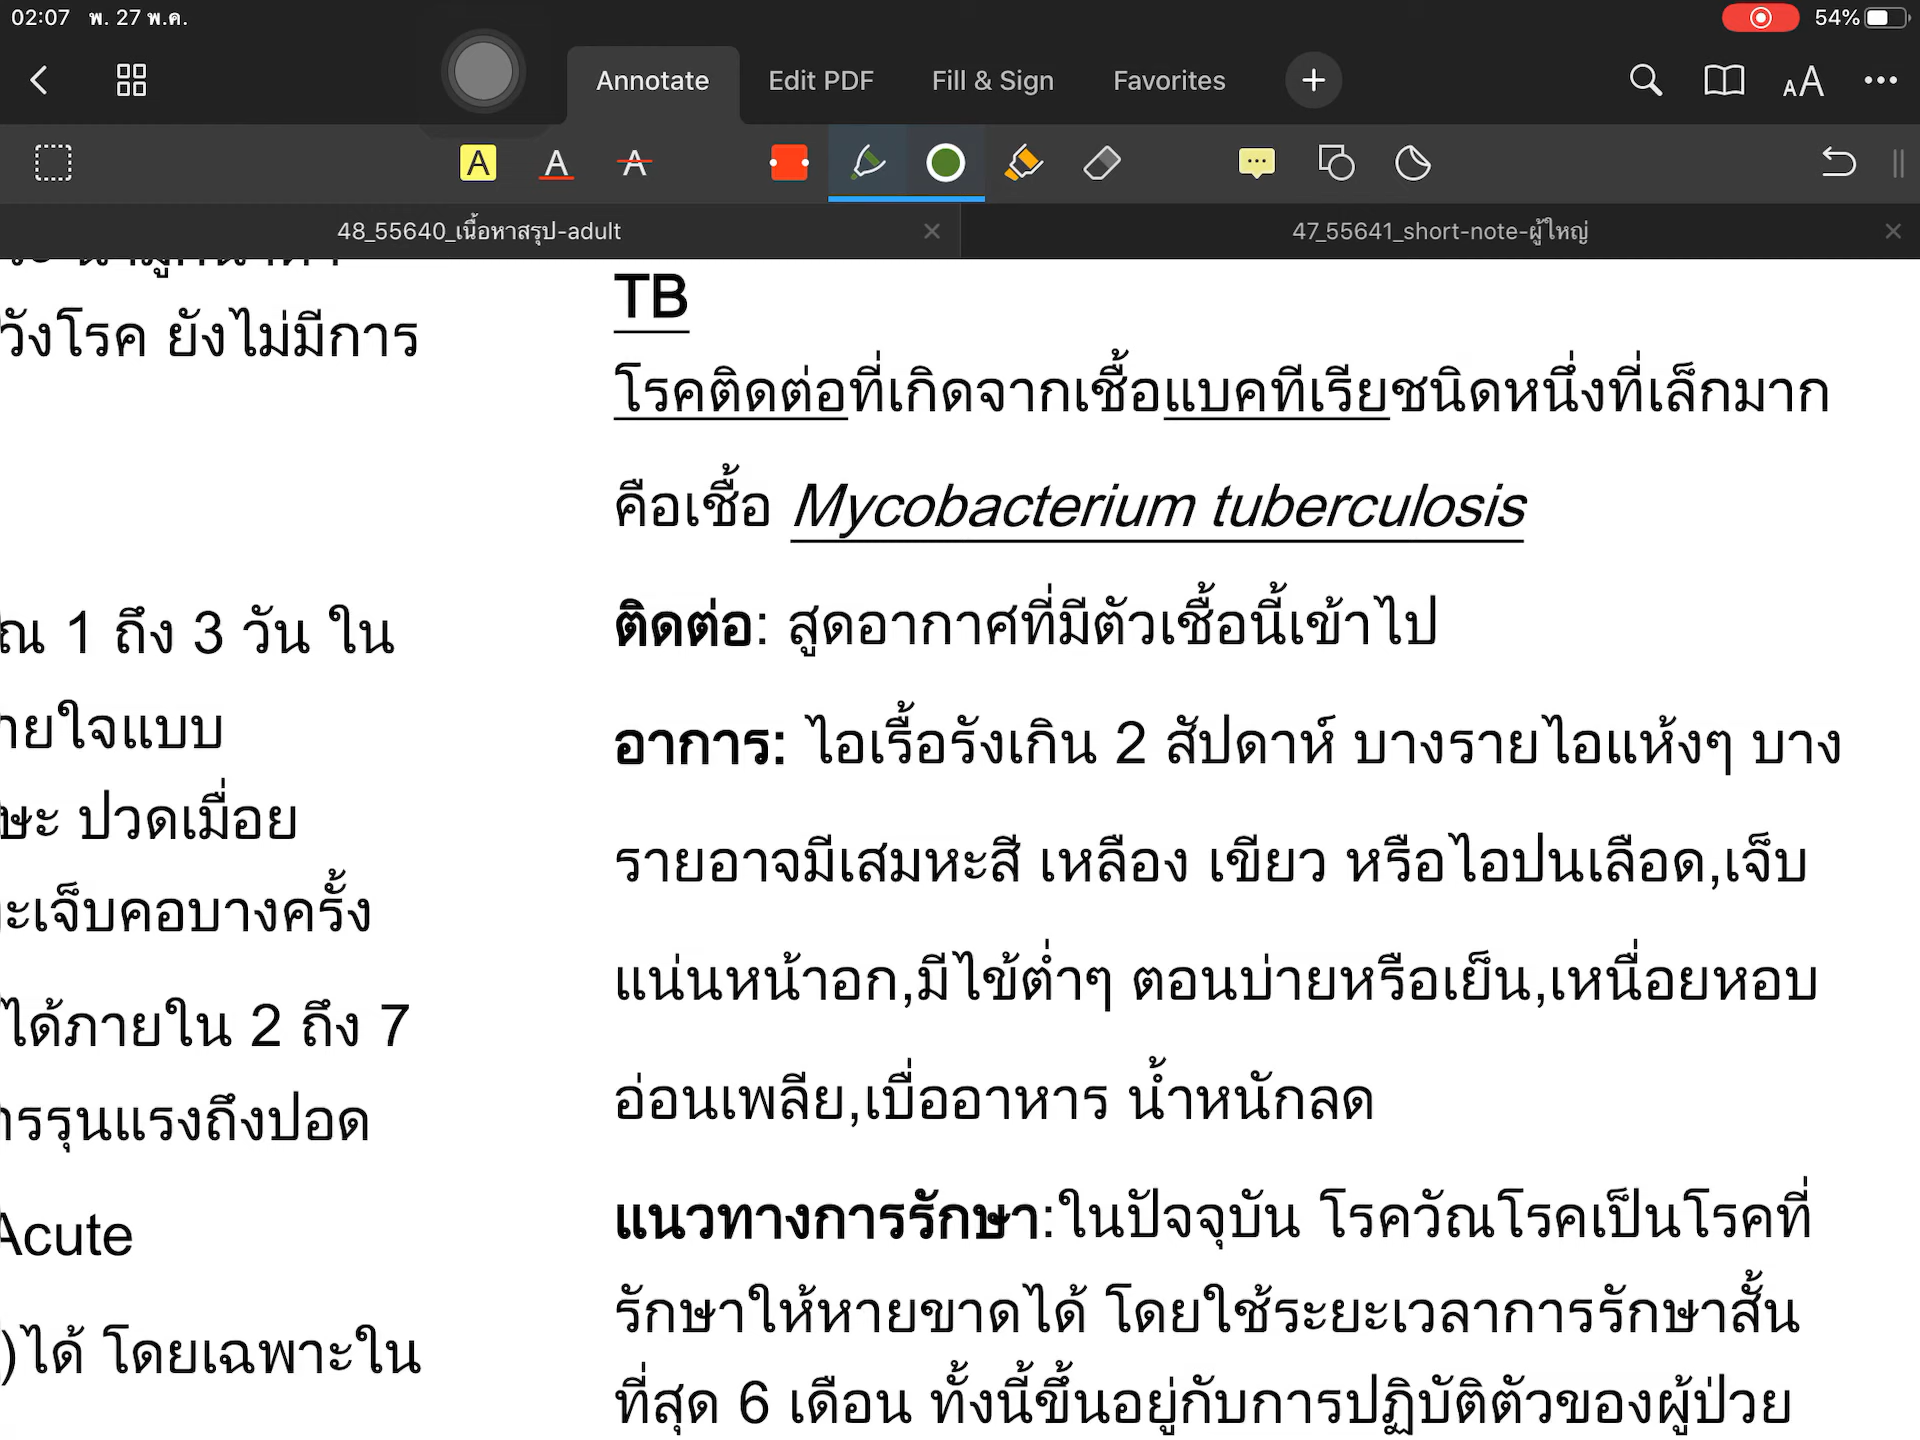 02:07 พ. 27 พ.ค.
54%
Annotate
Edit PDF
Fill & Sign
Favorites
48_55640_เนื้อหาสรุป-adult
47_55641_short-note-ผู้ใหญ่
วังโรค ยังไม่มีการ
ณ 1 ถึง 3 วัน ใน
ายใจแบบ
ษะ ปวดเมื่อย
ะเจ็บคอบางครั้ง
ได้ภายใน 2 ถึง 7
ารรุนแรงถึงปอด
Acute
)ได้ โดยเฉพาะใน
TB
โรคติดต่อที่เกิดจากเชื้อแบคทีเรียชนิดหนึ่งที่เล็กมาก
คือเชื้อ Mycobacterium tuberculosis
ติดต่อ: สูดอากาศที่มีตัวเชื้อนี้เข้าไป
อาการ: ไอเรื้อรังเกิน 2 สัปดาห์ บางรายไอแห้งๆ บาง
รายอาจมีเสมหะสี เหลือง เขียว หรือไอปนเลือด,เจ็บ
แน่นหน้าอก,มีไข้ต่ำๆ ตอนบ่ายหรือเย็น,เหนื่อยหอบ
อ่อนเพลีย,เบื่ออาหาร น้ำหนักลด
แนวทางการรักษา:ในปัจจุบัน โรควัณโรคเป็นโรคที่
รักษาให้หายขาดได้ โดยใช้ระยะเวลาการรักษาสั้น
ที่สุด 6 เดือน ทั้งนี้ขึ้นอยู่กับการปฏิบัติตัวของผู้ป่วย